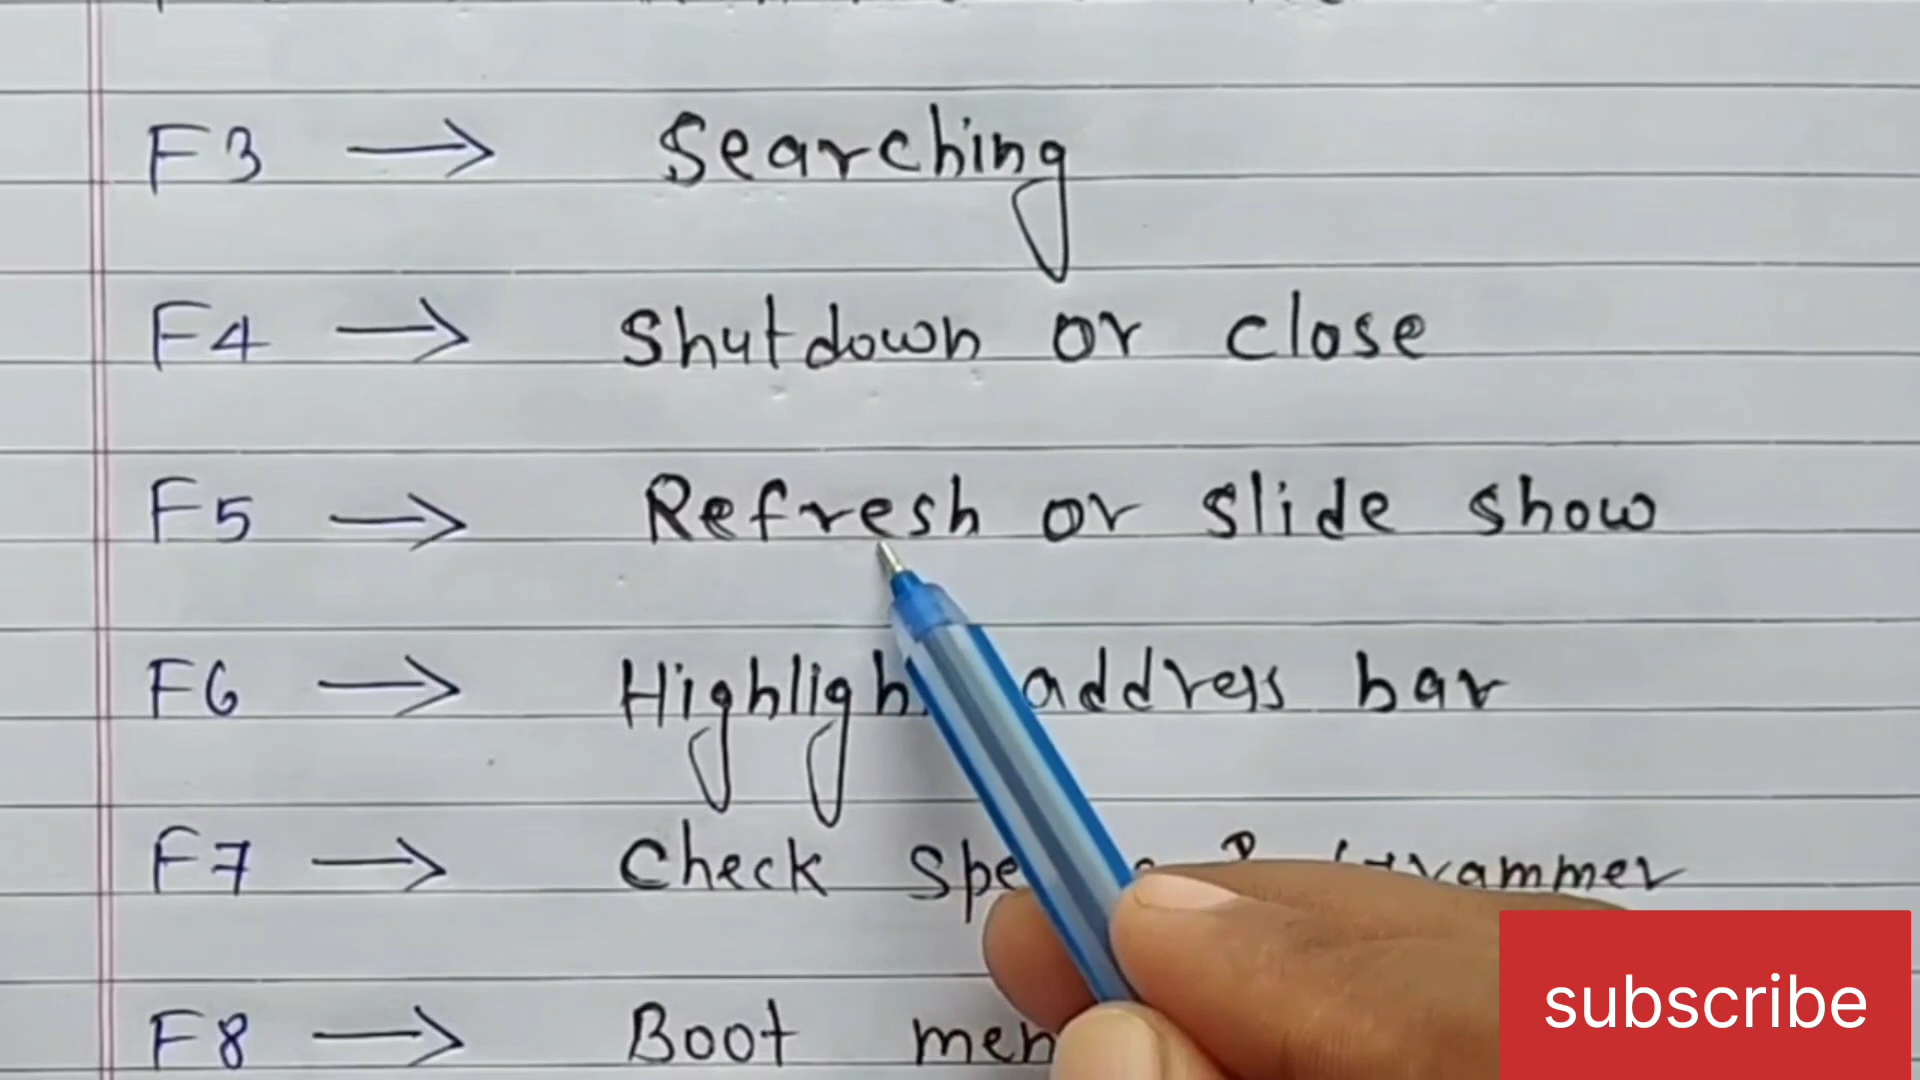 F3 → Searching
F4 → Shutdown or close
F5 → Refresh or slide show
F6 → address bar
F7 → Check
F8 → Boot
subscribe